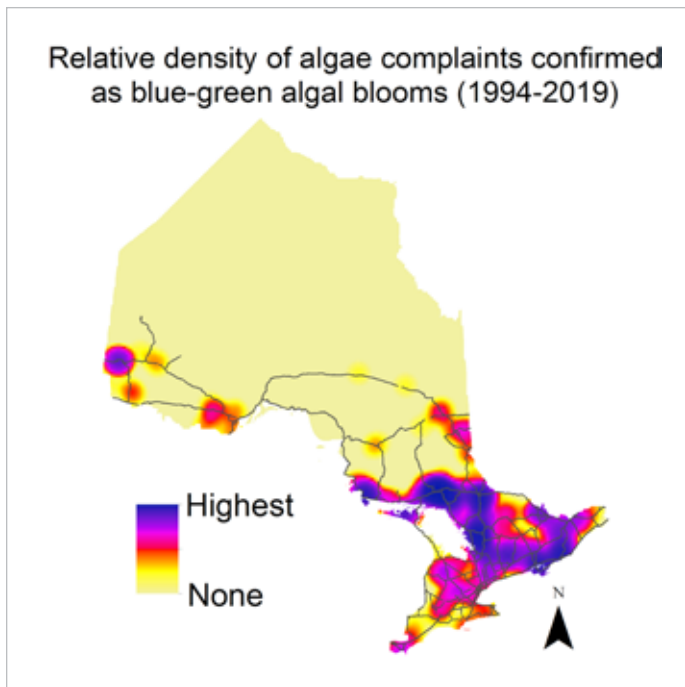 Relative density of algae complaints confirmed
as blue-green algal blooms (1994-2019)
Highest
None
N